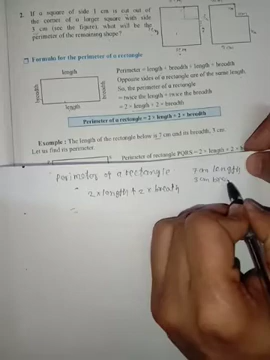 2. If a square of side 1 cm is cut out of
the corner of a larger square with side
3 cm (see the figure), what will be the
perimeter of the remaining shape?
Formula for the perimeter of a rectangle
length
breadth
breadth
length
Perimeter = length + breadth + length + breadth
Opposite sides of a rectangle are of the same length.
So, the perimeter of a rectangle
= twice the length + twice the breadth
= 2 × length + 2 × breadth
Perimeter of a rectangle = 2 × length + 2 × breadth
Example : The length of the rectangle below is 7 cm and its breadth, 3 cm.
Let us find its perimeter.
Perimeter of rectangle PQRS = 2 × length + 2 ×
Perimeter of a rectangle
2 × length + 2 × breath
=
7 cm length
3 cm brea